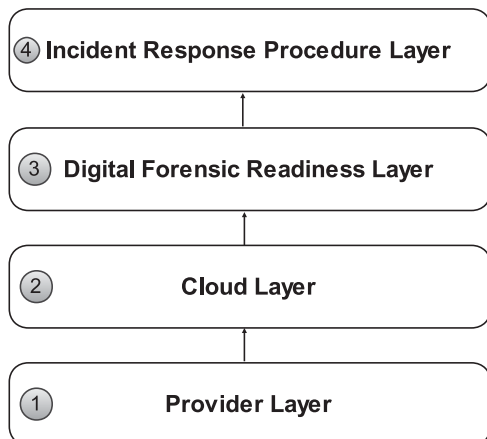 4 Incident Response Procedure Layer
3 Digital Forensic Readiness Layer
2 Cloud Layer
1 Provider Layer